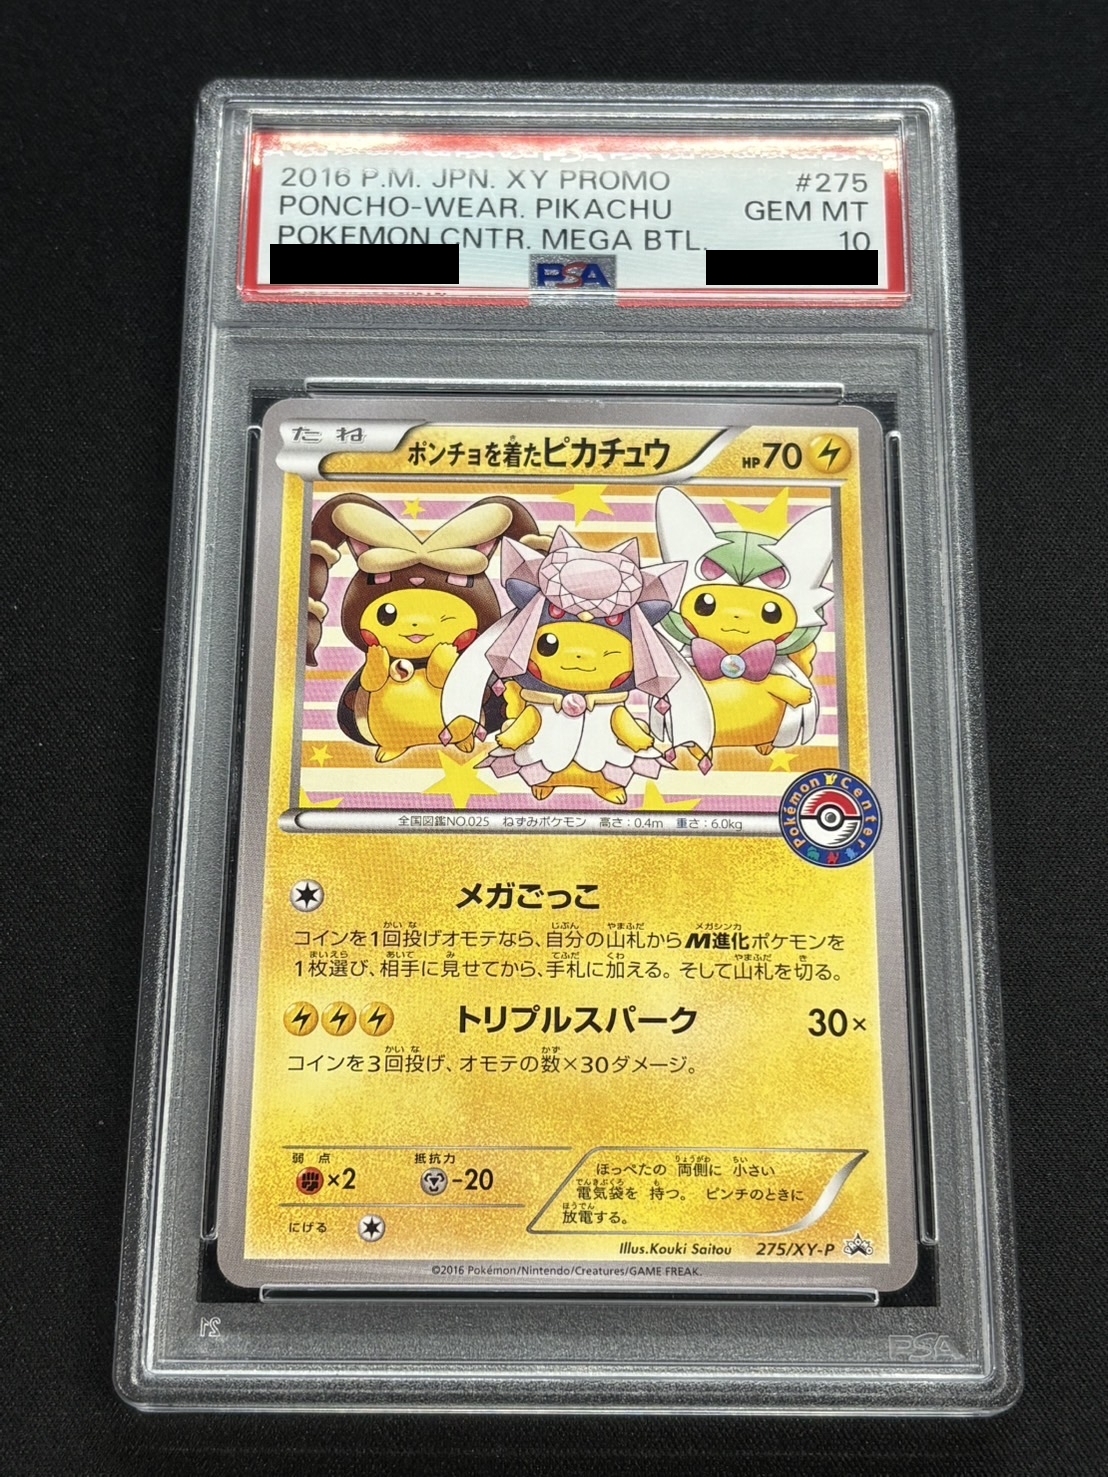 2016 P.M. JPN. XY PROMO #275
PONCHO-WEAR. PIKACHU GEM MT
POKEMON CNTR. MEGA BTL. 10
PSA
たね ポンチョを着たピカチュウ HP70
Pokémon Center
全国図鑑NO.025 ねずみポケモン 高さ:0.4m 重さ:6.0kg
メガごっこ
コインを1回投げオモテなら、自分の山札からM進化ポケモンを
1枚選び、相手に見せてから、手札に加える。そして山札を切る。
トリプルスパーク 30×
コインを3回投げ、オモテの数×30ダメージ。
弱点 抵抗力
×2 -20
にげる
ほっぺたの 両側に 小さい
電気袋を 持つ。 ピンチのときに
放電する。
Illus.Kouki Saitou 275/XY-P
©2016 Pokémon/Nintendo/Creatures/GAME FREAK.
21
PSA